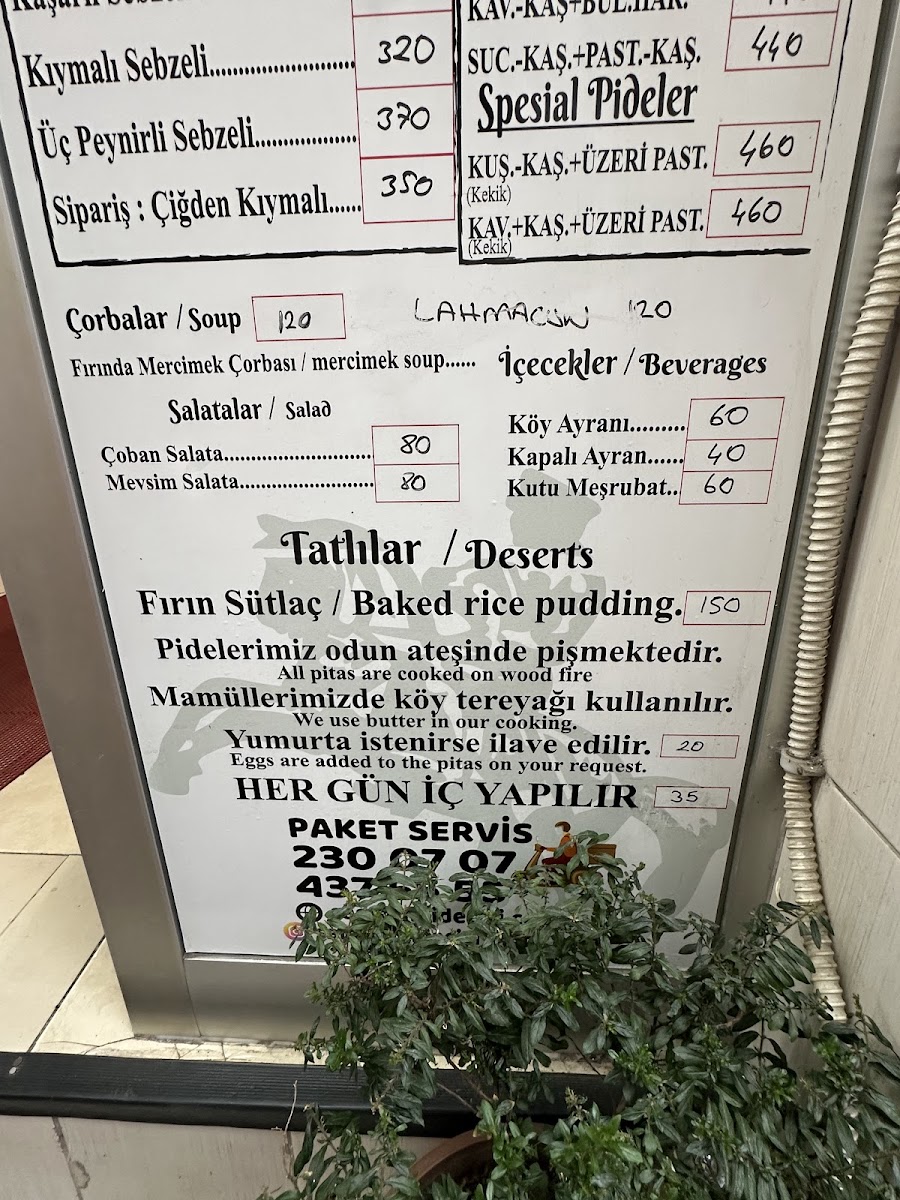 Kıymalı Sebzeli.......................... 320
Üç Peynirli Sebzeli.................. 370
Sipariş : Çiğden Kıymalı...... 350
KAV.-KAŞ+BUL.HAK.
SUC.-KAŞ.+PAST.-KAŞ. 440
Spesial Pideler
KUŞ.-KAŞ.+ÜZERİ PAST. 460
(Kekik)
KAV.+KAŞ.+ÜZERİ PAST. 460
(Kekik)
Çorbalar / Soup 120
Fırında Mercimek Çorbası / mercimek soup......
Salatalar / Salad
Çoban Salata............................ 80
Mevsim Salata......................... 80
LAHMACUN 120
İçecekler / Beverages
Köy Ayranı.......... 60
Kapalı Ayran...... 40
Kutu Meşrubat.. 60
Tatlılar / Deserts
Fırın Sütlaç / Baked rice pudding. 150
Pidelerimiz odun ateşinde pişmektedir.
All pitas are cooked on wood fire
Mamüllerimizde köy tereyağı kullanılır.
We use butter in our cooking.
Yumurta istenirse ilave edilir. 20
Eggs are added to the pitas on your request.
HER GÜN İÇ YAPILIR 35
PAKET SERVİS
230 07 07